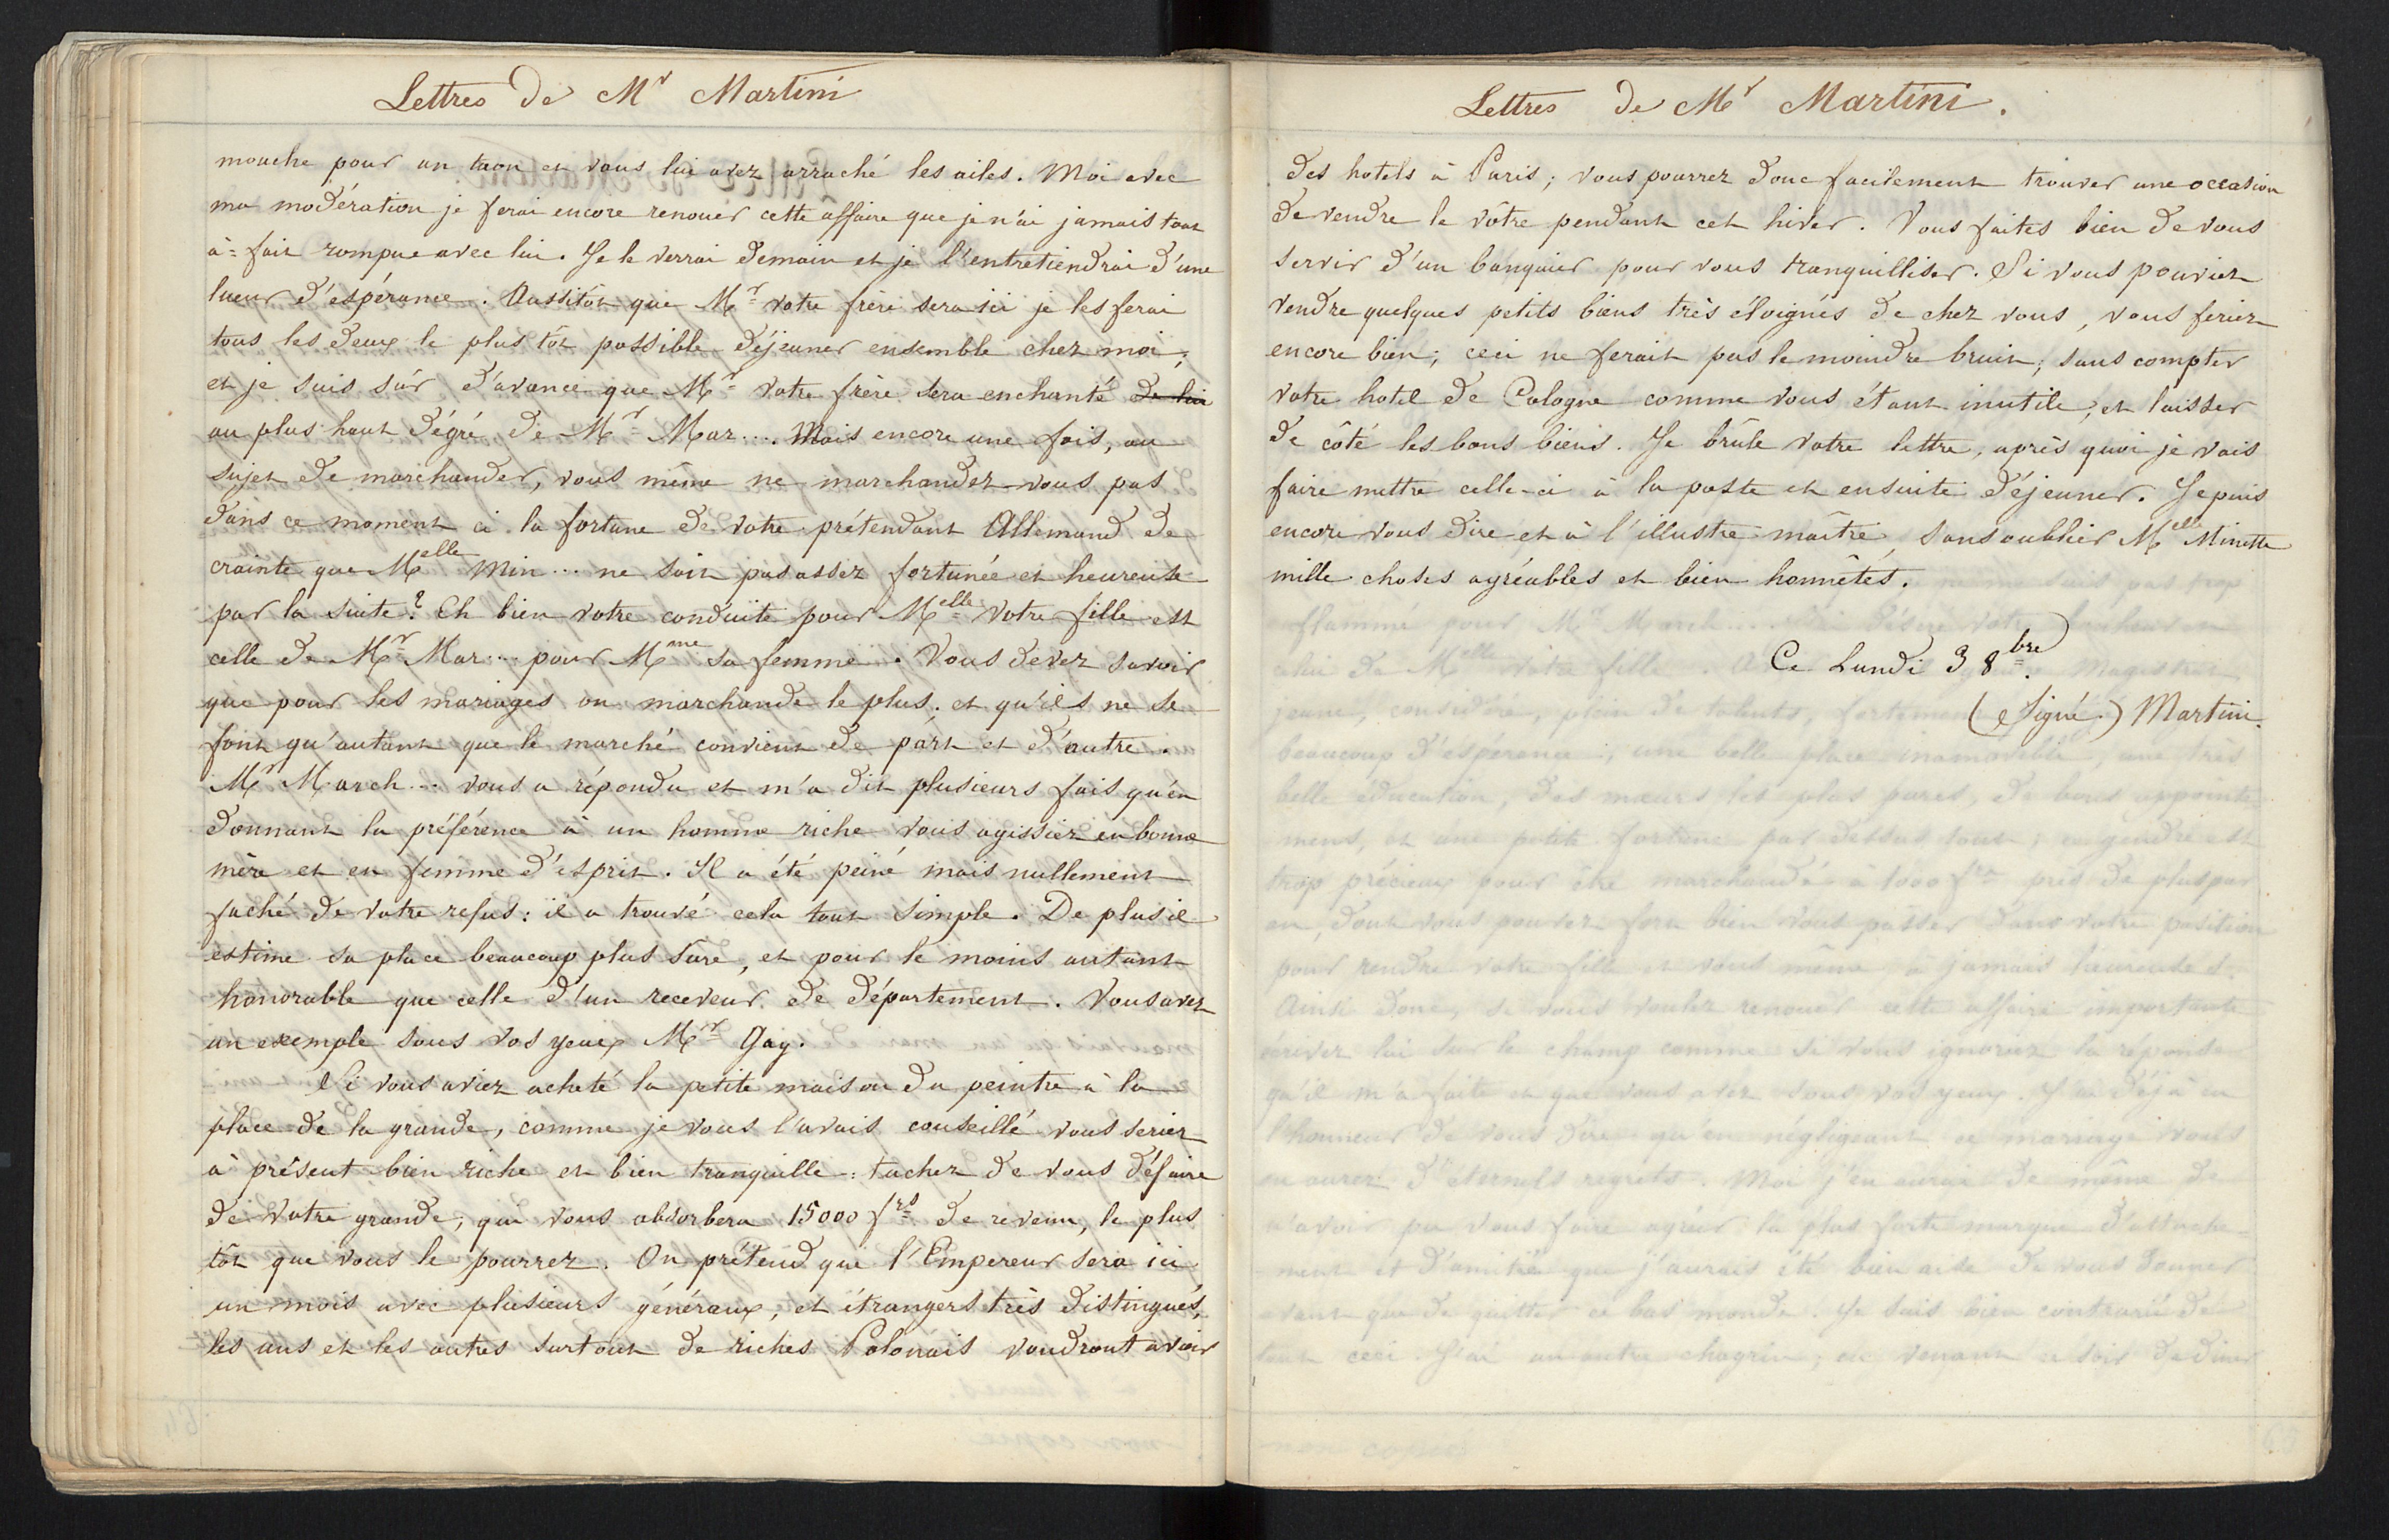 Lettres de Mr Martini
mouche pour un taon et vous lui avez arraché les ailes. Moi avec
ma modération je ferai encore renouer cette affaire que je n'ai jamais tout
à-fait rompue avec lui. Je le verrai demain et je l'entretiendrai d'une
lueur d'espérance. Aussitôt que Mr votre frère sera ici je les ferai
tous les deux le plus tôt possible déjeuner ensemble chez moi;
et je suis sûr d'avance que Mr votre frère sera enchanté de lui
au plus haut dégré de Mr Mar.... Mais encore une fois, au
sujet de marchander, vous même ne marchandez-vous pas
dans ce moment ci la fortune de votre prétendant Allemand de
crainte que Melle Min... ne soit pas assez fortunée et heureuse
par la suite? Eh bien votre conduite pour Melle votre fille est
celle de Mr Mar... pour Mme sa femme. Vous devez savoir
que pour les mariages on marchande le plus. et qu'ils ne se
font qu'autant que le marché convient de part et d'autre.
Mr March... vous a répondu et m'a dit plusieurs fois qu'en
donnant la préférence à un homme riche vous agissiez en bonne
mère et en femme d'esprit. Il a été peiné mais nullement
faché de votre refus: il a trouvé cela tout simple. De plus il
estime sa place beaucoup plus sûre, et pour le moins autant
honorable que celle d'un receveur de département. Vous avez
un exemple sous vos yeux Mr Gay.
Si vous aviez acheté la petite maison du peintre à la
place de la grande, comme je vous l'avais conseillé vous seriez
à présent bien riche et bien tranquille: tachez de vous défaire
de votre grande, qui vous absorbera 15000 frs de revenu, le plus
tôt que vous le pourrez. On prétend que l'Empereur sera ici
un mois avec plusieurs généraux, et étrangers très distingués,
les uns et les autres surtout de riches Polonais voudront avoir
Lettres de Mr Martini.
des hotels à Paris; vous pourrez donc facilement trouver une occasion
de vendre le vôtre pendant cet hiver. Vous faites bien de vous
servir d'un banquier pour vous tranquilliser. Si vous pouviez
vendre quelques petits biens très éloignés de chez vous, vous feriez
encore bien; ceci ne ferait pas le moindre bruit; sans compter
votre hotel de Cologne comme vous étant inutile, et laisser
de côté les bons biens. Je brûle votre lettre, après quoi je vais
faire mettre celle-ci à la poste et ensuite déjeuner. Je puis
encore vous dire et à l'illustre maître, sans oublier Melle Minette
mille choses agréables et bien honnêtes.
Ce Lundi 3 8bre.
(Signé.) Martini.